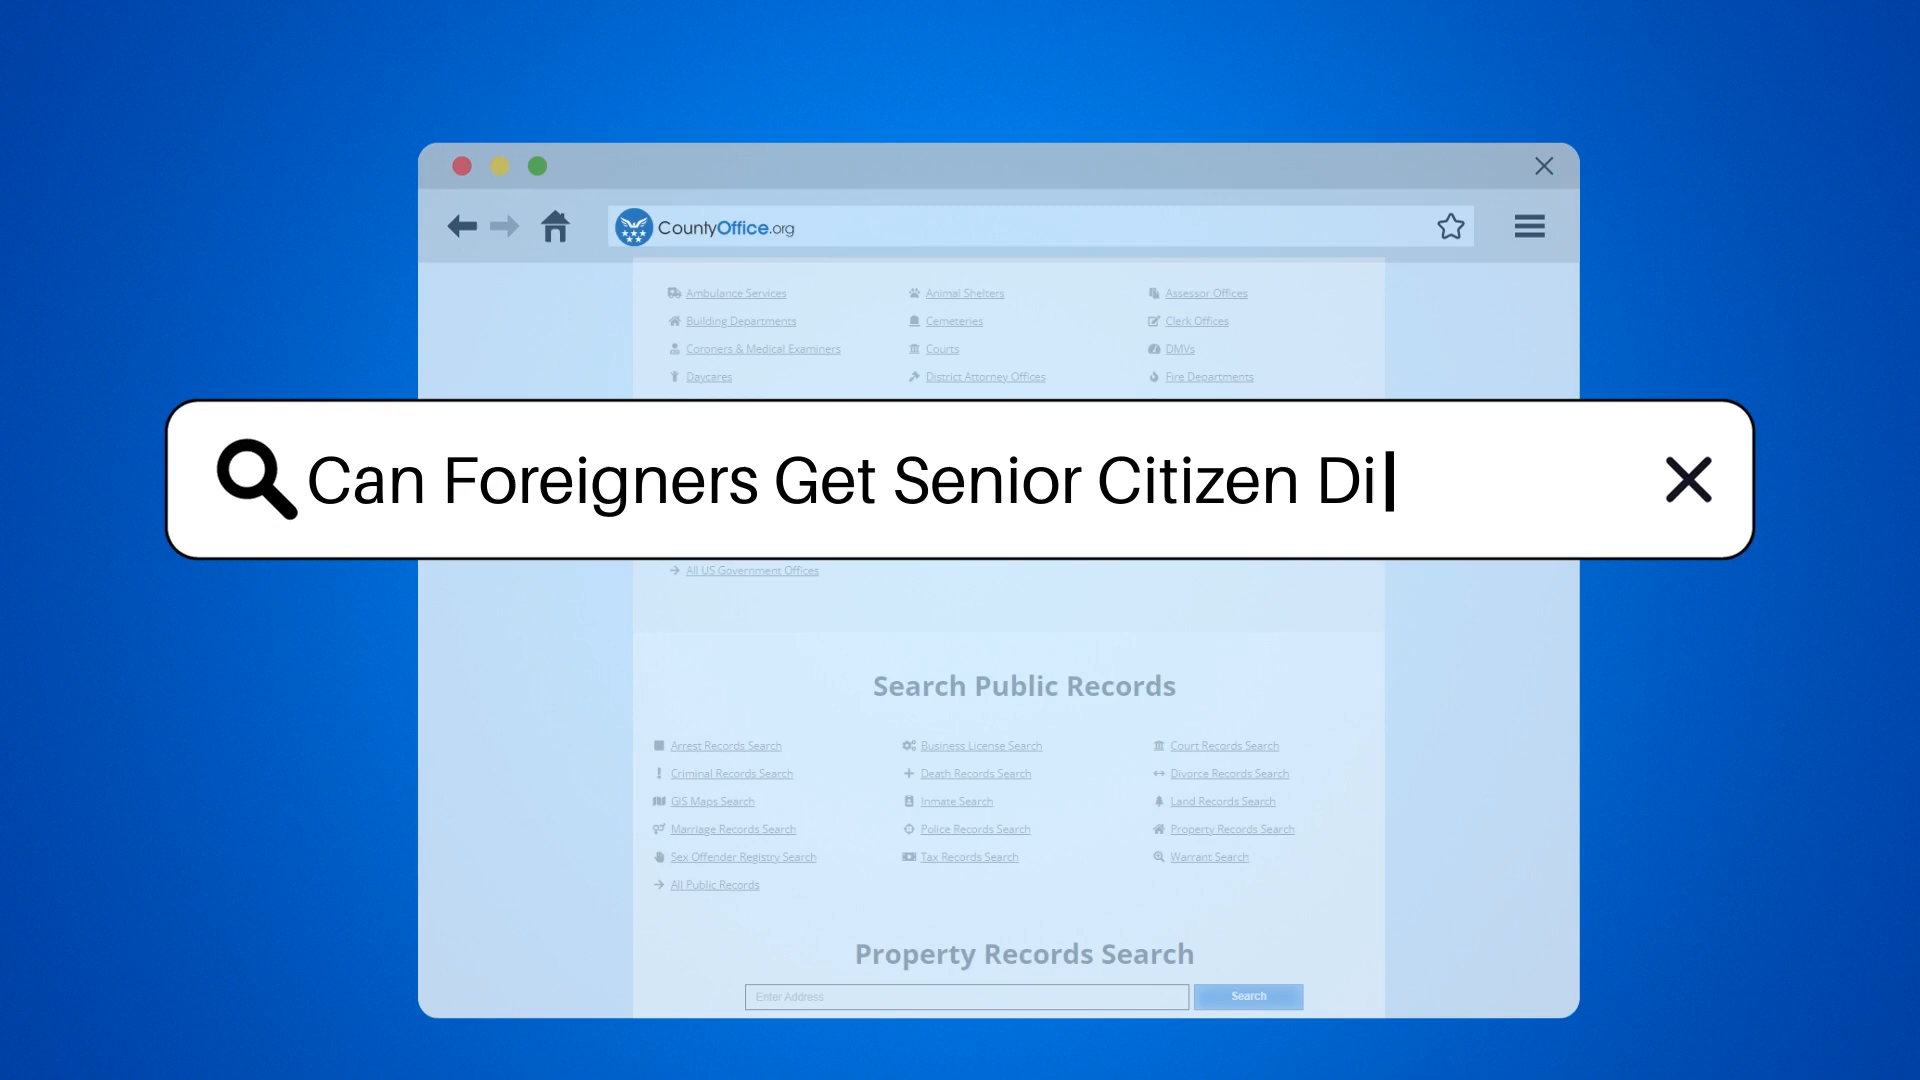 CountyOffice.org
Ambulance Services Animal Shelters Assessor Offices
Building Departments Cemeteries Clerk Offices
Coroners & Medical Examiners Courts DMVs
Daycares District Attorney Offices Fire Departments
Can Foreigners Get Senior Citizen Di
All US Government Offices
Search Public Records
Arrest Records Search Business License Search Court Records Search
Criminal Records Search Death Records Search Divorce Records Search
GIS Maps Search Inmate Search Land Records Search
Marriage Records Search Police Records Search Property Records Search
Sex Offender Registry Search Tax Records Search Warrant Search
All Public Records
Property Records Search
Enter Address Search